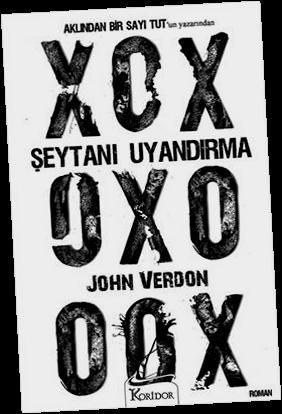 AKLINDAN BİR SAYI TUT'un yazarından
XOX
ŞEYTANI UYANDIRMA
OXO
JOHN VERDON
OOX
KORİDOR
ROMAN